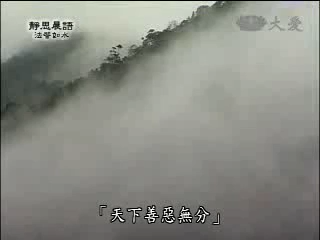 靜思晨語
法譬如水
大愛
「天下善惡無分」